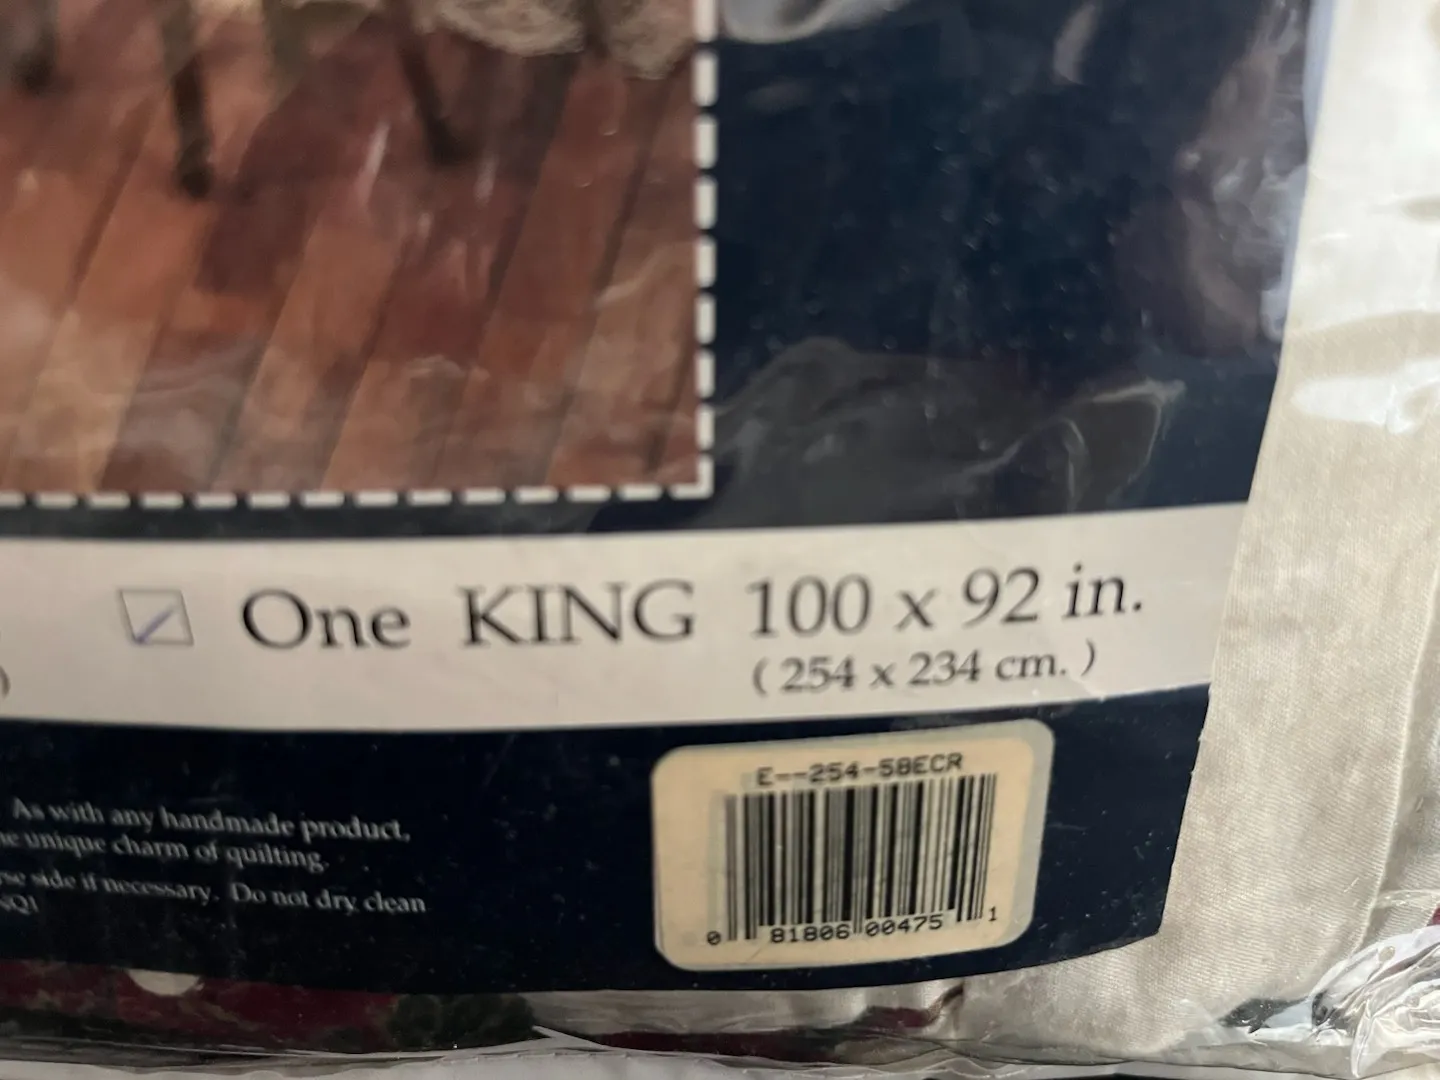 One KING 100 x 92 in.
( 254 x 234 cm. )
E--254-58ECR
0 81806 00475 1
As with any handmade product,
unique charm of quilting.
side if necessary. Do not dry clean